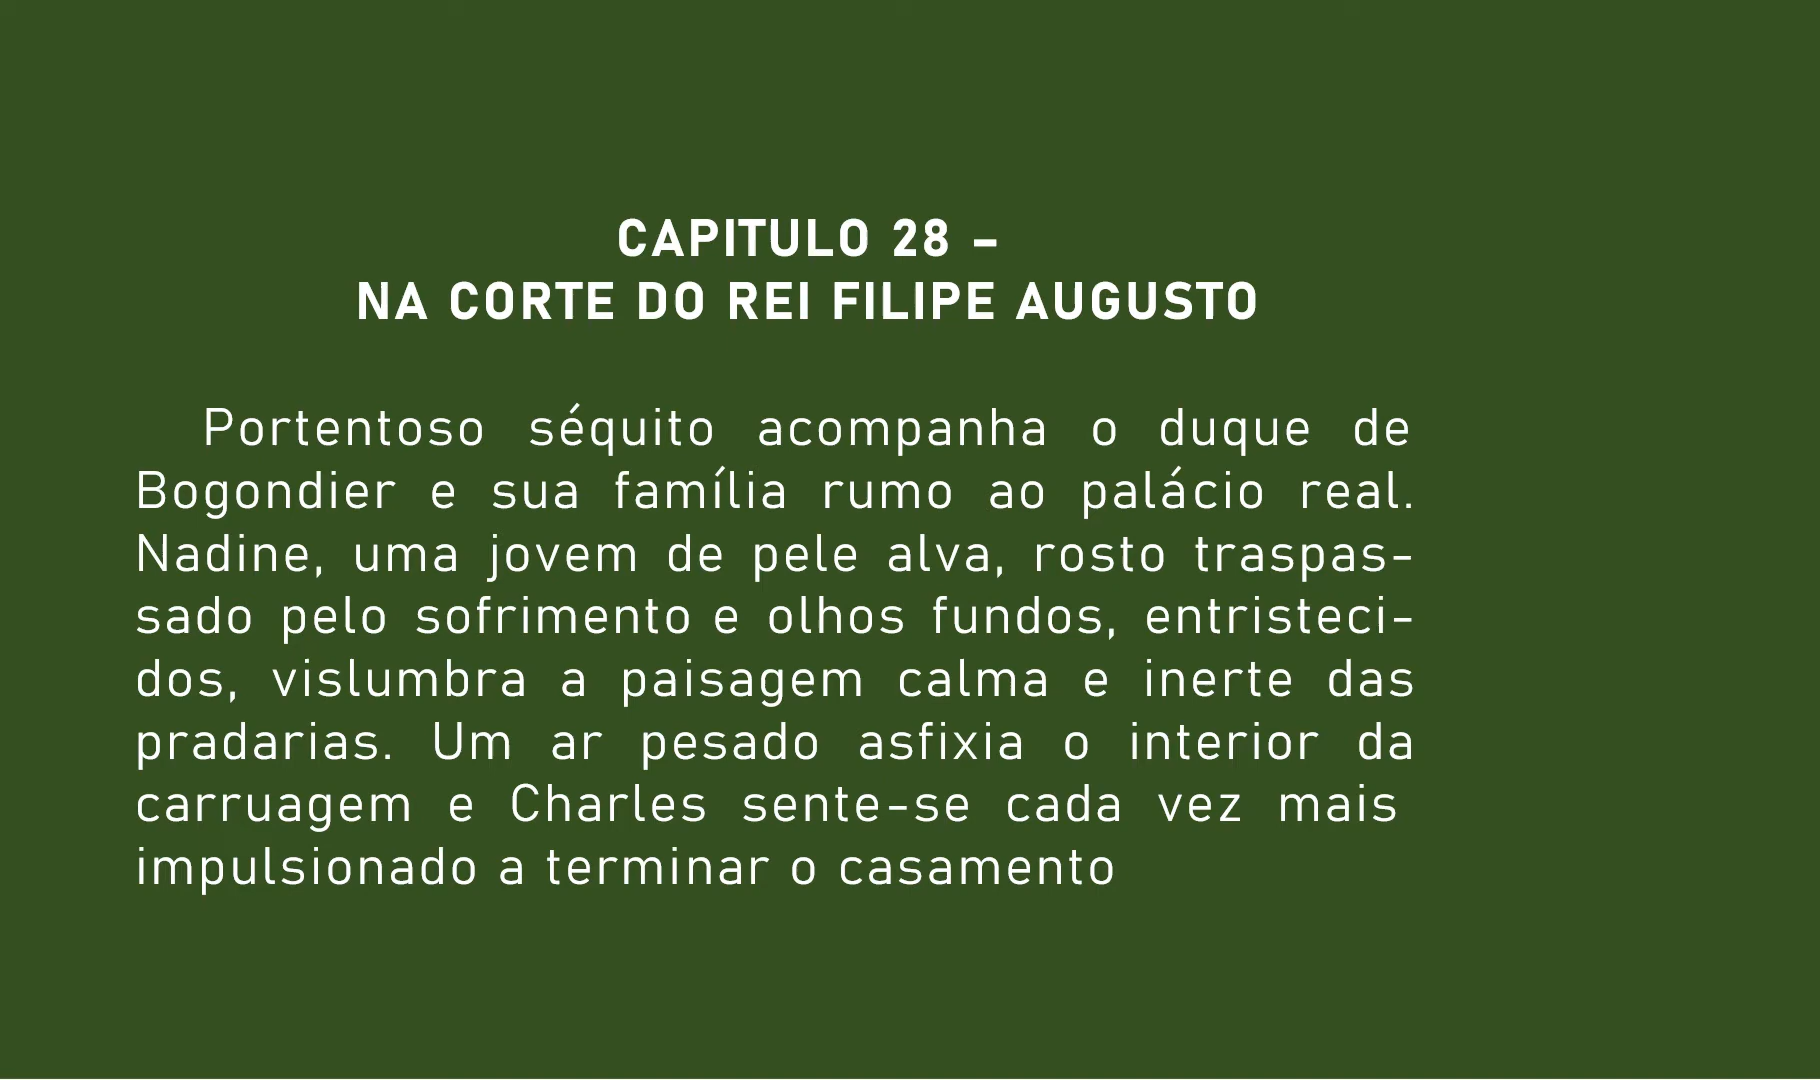 CAPITULO 28 –
NA CORTE DO REI FILIPE AUGUSTO
Portentoso séquito acompanha o duque de
Bogondier e sua família rumo ao palácio real.
Nadine, uma jovem de pele alva, rosto traspas-
sado pelo sofrimento e olhos fundos, entristeci-
dos, vislumbra a paisagem calma e inerte das
pradarias. Um ar pesado asfixia o interior da
carruagem e Charles sente-se cada vez mais
impulsionado a terminar o casamento